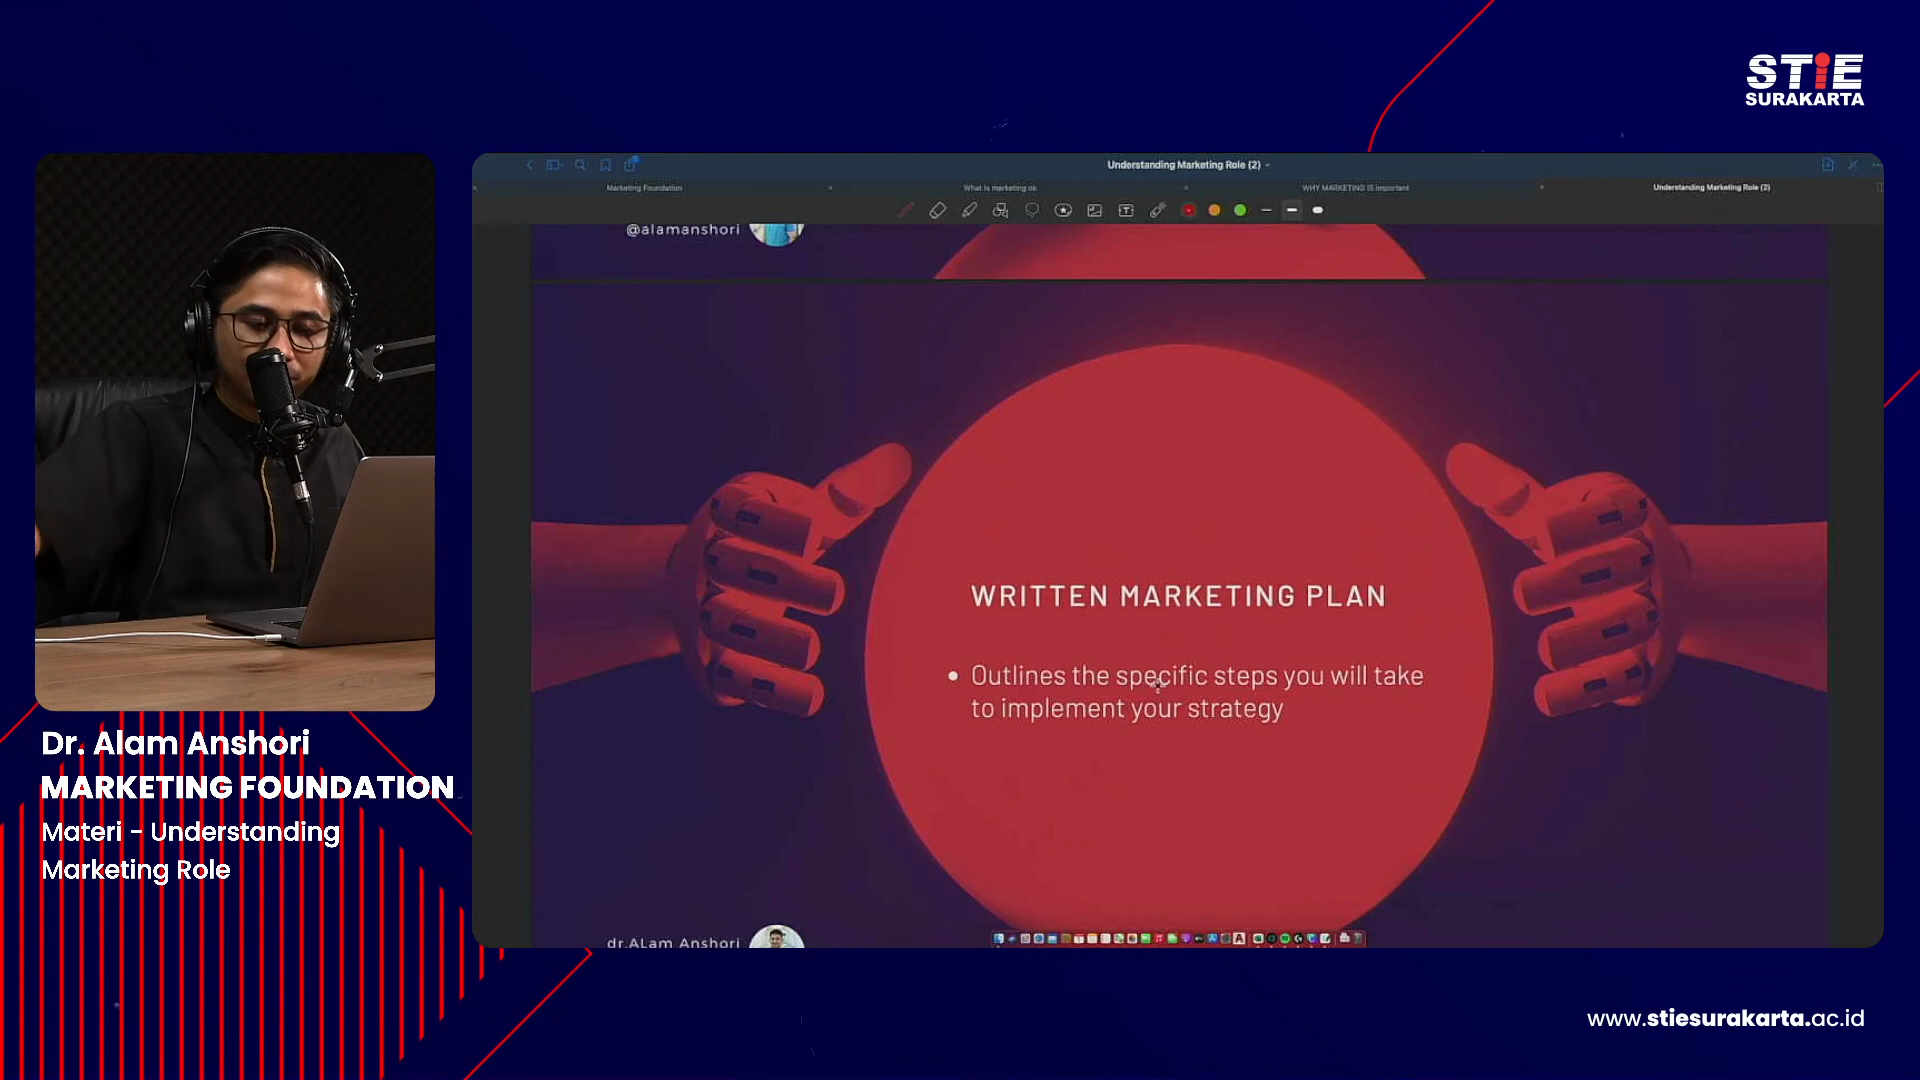 STiE
SURAKARTA
Understanding Marketing Role (2)
Marketing Foundation
What is marketing ok
WHY MARKETING IS important
Understanding Marketing Role (2)
@alamanshori
WRITTEN MARKETING PLAN
• Outlines the specific steps you will take
to implement your strategy
dr.ALam Anshori
Dr. Alam Anshori
MARKETING FOUNDATION
Materi - Understanding
Marketing Role
www.stiesurakarta.ac.id